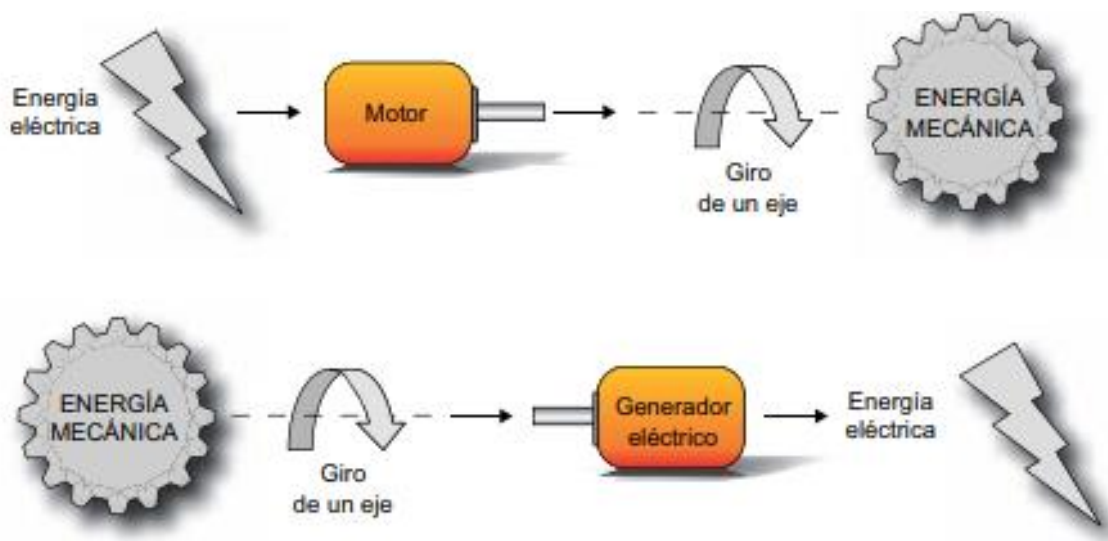 Energía
eléctrica
Motor
Giro
de un eje
ENERGÍA
MECÁNICA
ENERGÍA
MECÁNICA
Giro
de un eje
Generador
eléctrico
Energía
eléctrica